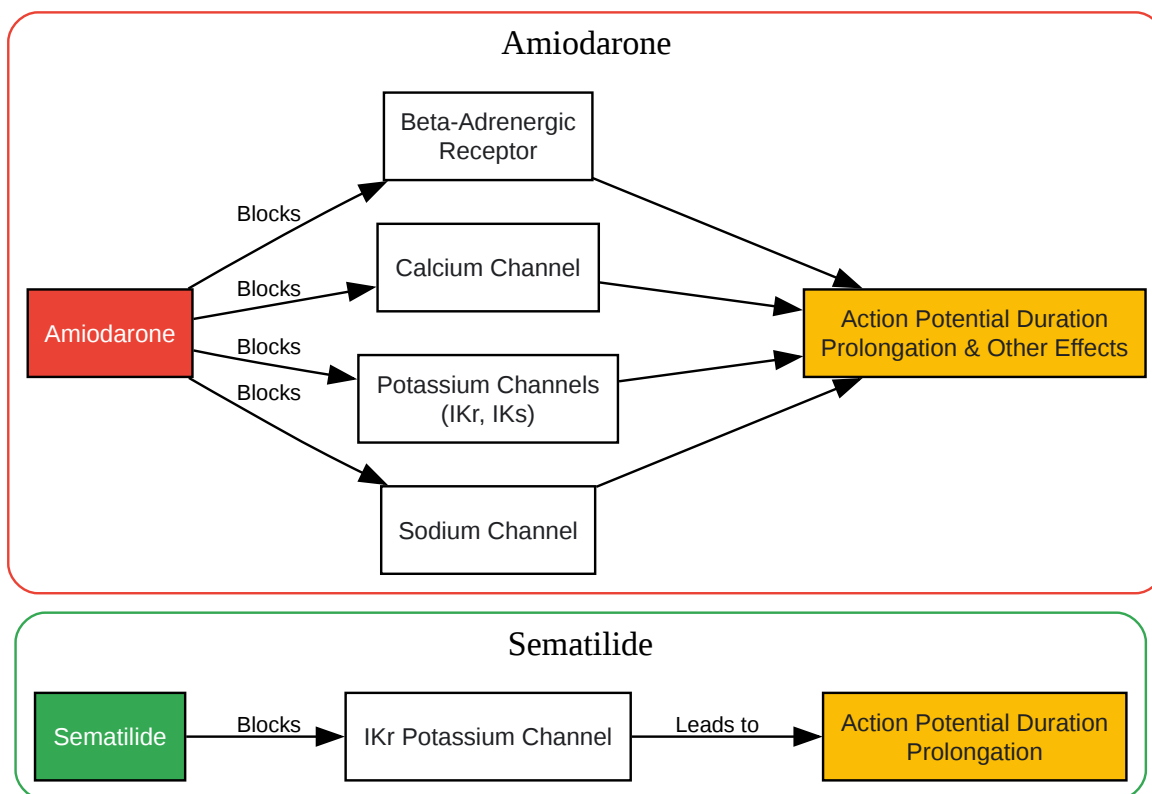 Amiodarone
Beta-Adrenergic
Receptor
Blocks
Calcium Channel
Blocks
Amiodarone
Action Potential Duration
Prolongation & Other Effects
Blocks
Potassium Channels
(IKr, IKs)
Blocks
Sodium Channel
Sematilide
Sematilide
Blocks
IKr Potassium Channel
Leads to
Action Potential Duration
Prolongation